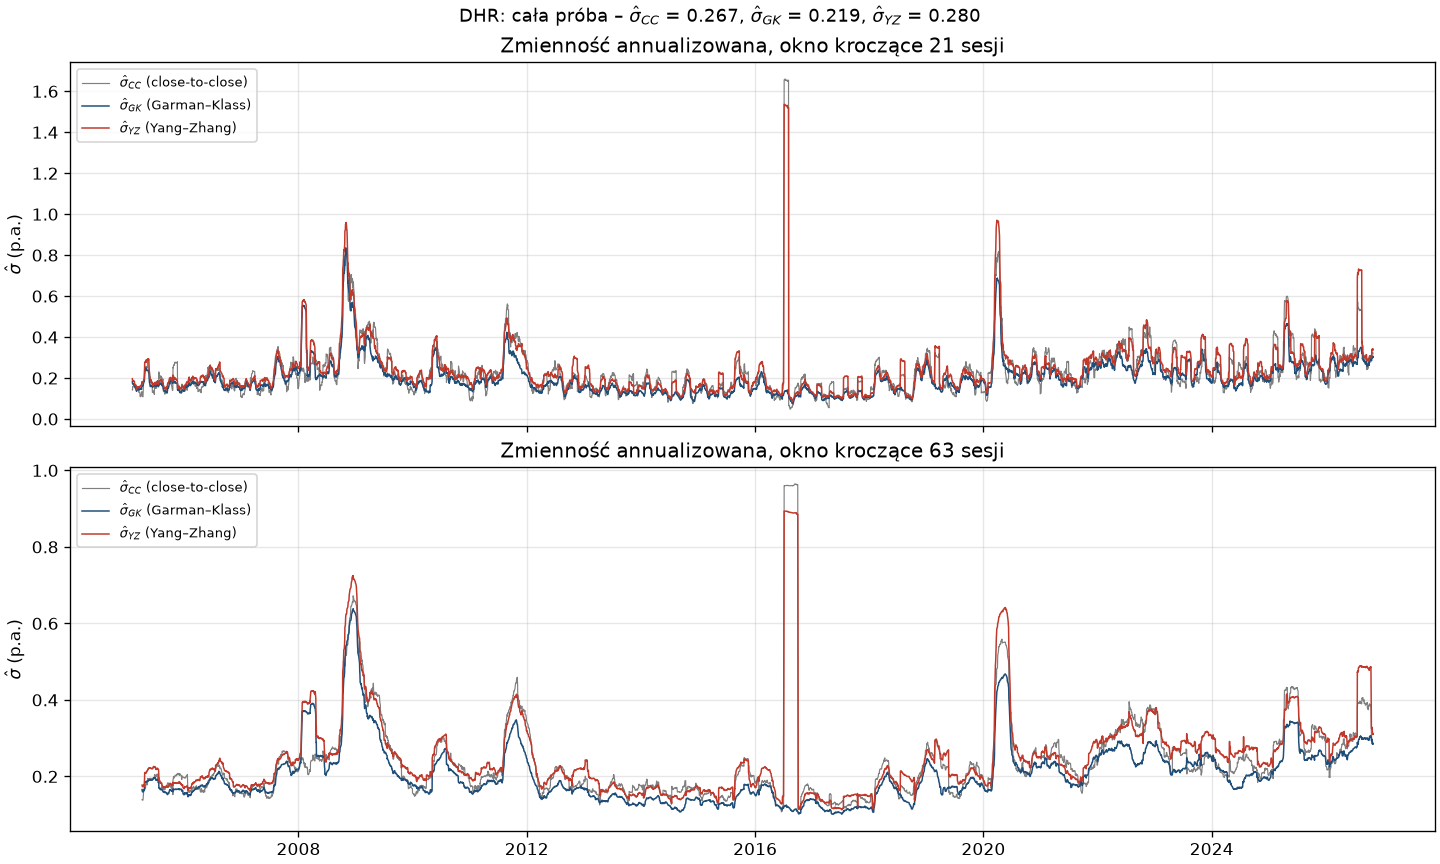 DHR: cała próba – σ̂CC = 0.267, σ̂GK = 0.219, σ̂YZ = 0.280
Zmienność annualizowana, okno kroczące 21 sesji
σ̂CC (close-to-close)
σ̂GK (Garman–Klass)
σ̂YZ (Yang–Zhang)
σ̂ (p.a.)
1.6
1.4
1.2
1.0
0.8
0.6
0.4
0.2
0.0
Zmienność annualizowana, okno kroczące 63 sesji
σ̂CC (close-to-close)
σ̂GK (Garman–Klass)
σ̂YZ (Yang–Zhang)
σ̂ (p.a.)
1.0
0.8
0.6
0.4
0.2
2008 2012 2016 2020 2024